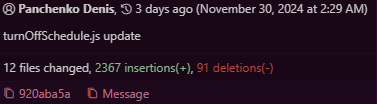 Panchenko Denis, 3 days ago (November 30, 2024 at 2:29 AM)
turnOffSchedule.js update
12 files changed, 2367 insertions(+), 91 deletions(-)
920aba5a Message